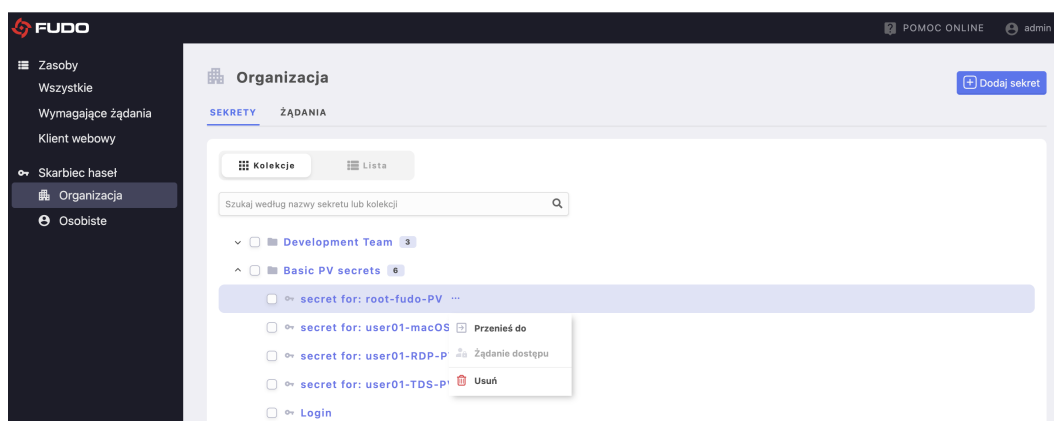 FUDO
POMOC ONLINE
admin
Zasoby
Wszystkie
Wymagające żądania
Klient webowy
Skarbiec haseł
Organizacja
Osobiste
Organizacja
Dodaj sekret
SEKRETY
ŻĄDANIA
Kolekcje
Lista
Szukaj według nazwy sekretu lub kolekcji
Development Team 3
Basic PV secrets 6
secret for: root-fudo-PV ...
secret for: user01-macOS
secret for: user01-RDP-P
secret for: user01-TDS-P
Login
Przenieś do
Żądanie dostępu
Usuń